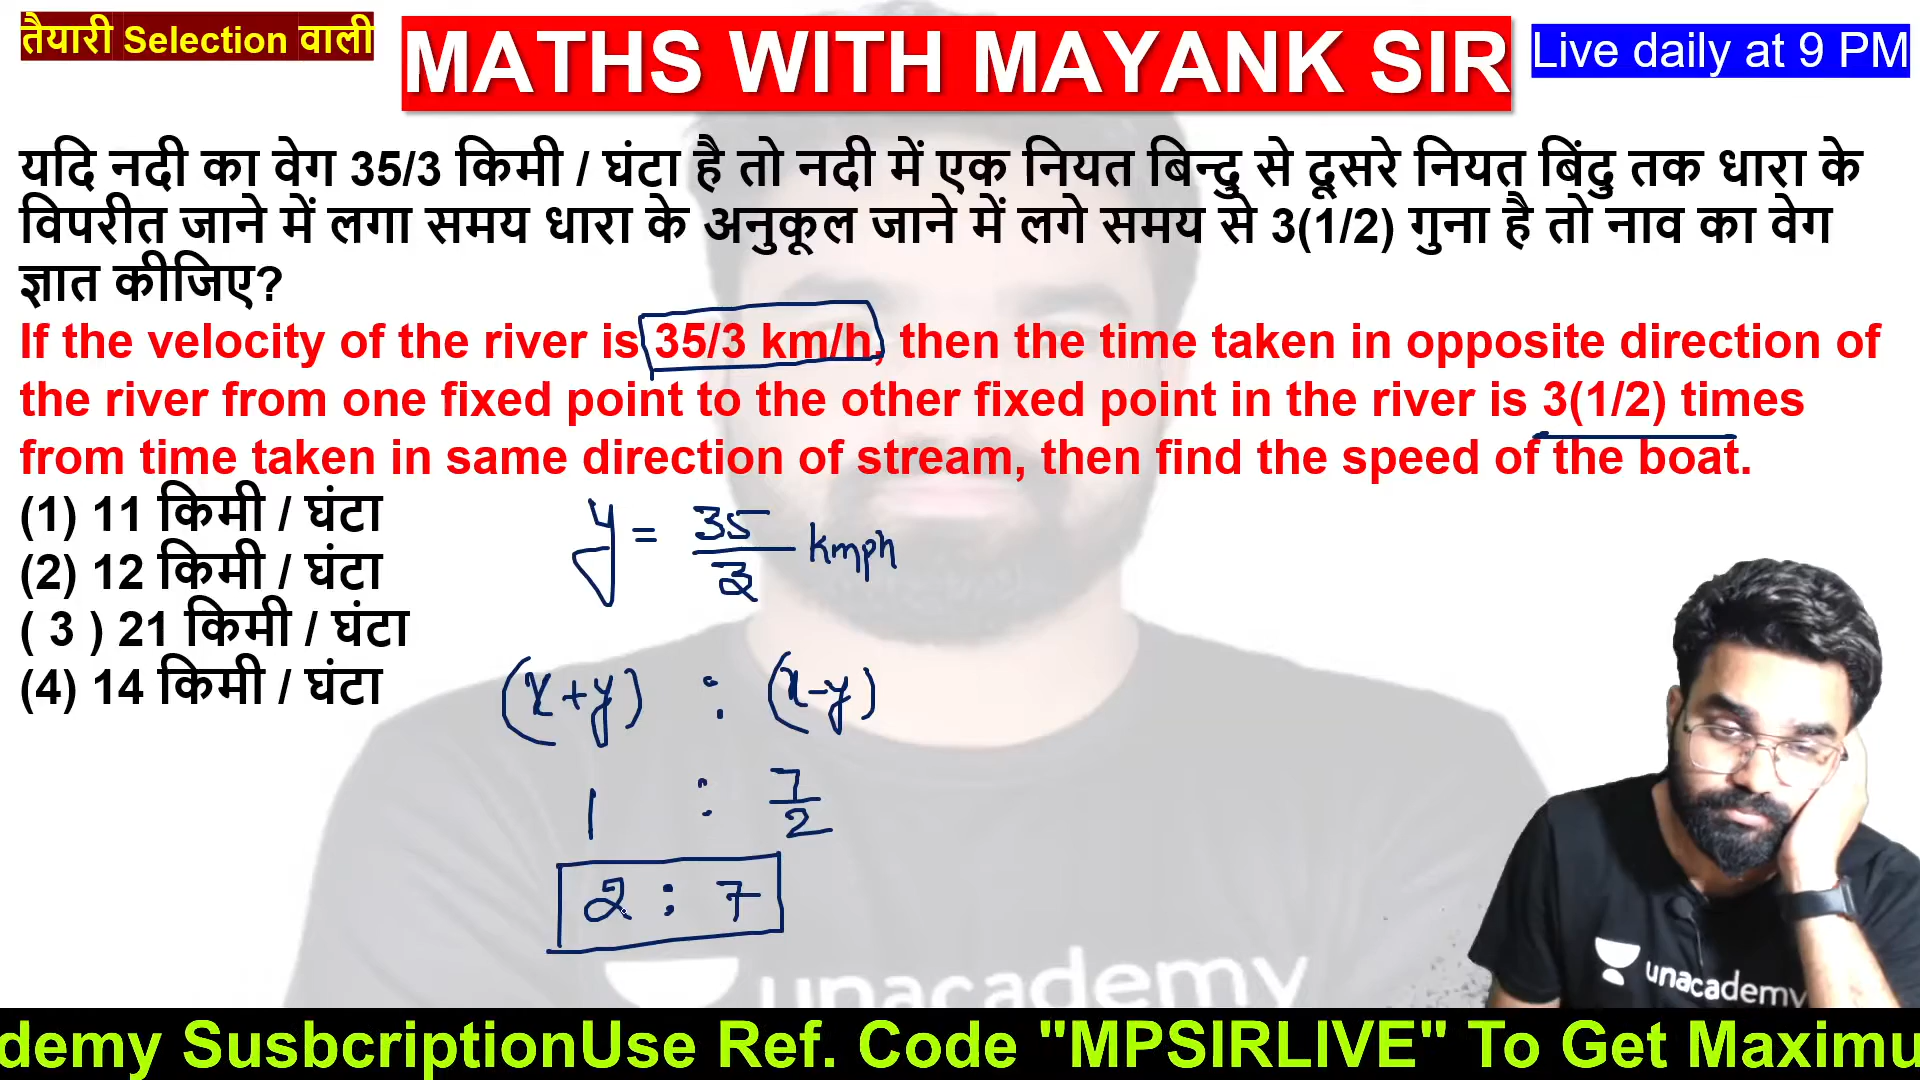 तैयारी Selection वाली
MATHS WITH MAYANK SIR
Live daily at 9 PM
यदि नदी का वेग 35/3 किमी / घंटा है तो नदी में एक नियत बिन्दु से दूसरे नियत बिंदु तक धारा के
विपरीत जाने में लगा समय धारा के अनुकूल जाने में लगे समय से 3(1/2) गुना है तो नाव का वेग
ज्ञात कीजिए?
If the velocity of the river is 35/3 km/h, then the time taken in opposite direction of
the river from one fixed point to the other fixed point in the river is 3(1/2) times
from time taken in same direction of stream, then find the speed of the boat.
(1) 11 किमी / घंटा
(2) 12 किमी / घंटा
( 3 ) 21 किमी / घंटा
(4) 14 किमी / घंटा
y = 35/3 kmph
(x+y) : (x-y)
1 : 7/2
2 : 7
unacademy
unacademy
demy SusbcriptionUse Ref. Code "MPSIRLIVE" To Get Maximu